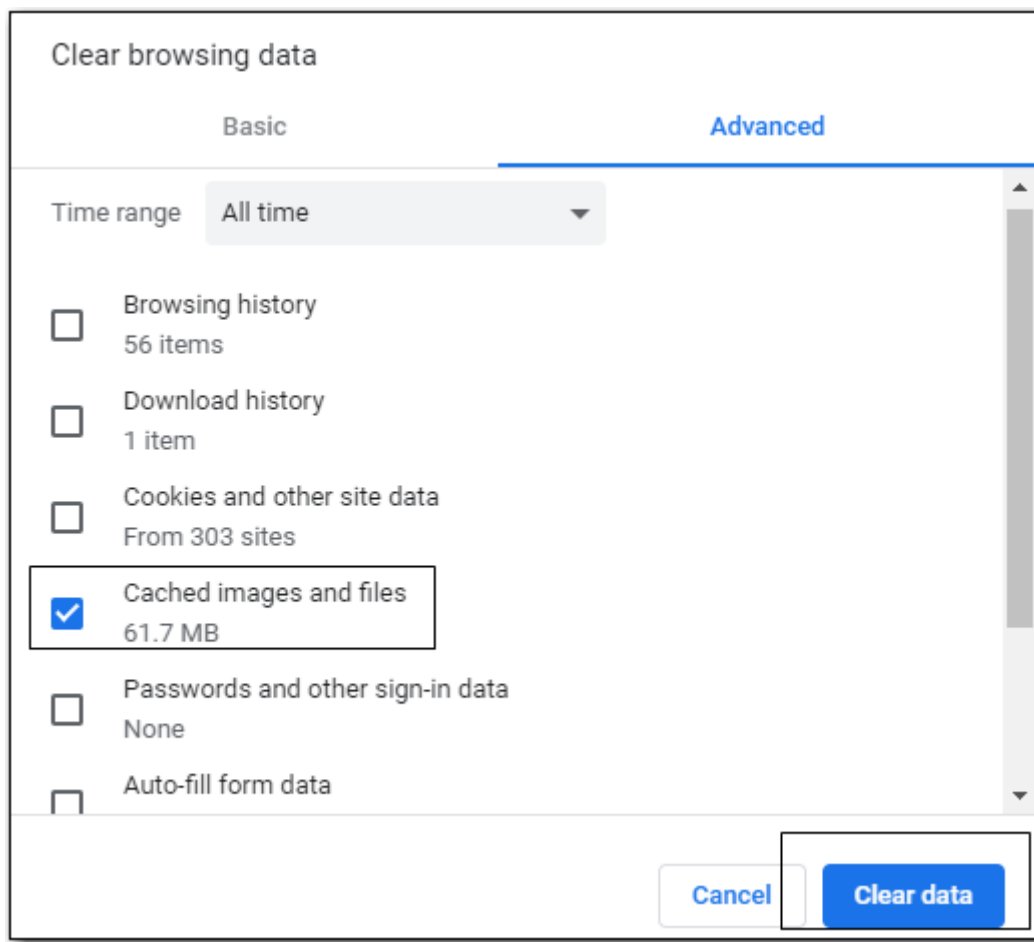 Clear browsing data
Basic Advanced
Time range All time
Browsing history
56 items
Download history
1 item
Cookies and other site data
From 303 sites
Cached images and files
61.7 MB
Passwords and other sign-in data
None
Auto-fill form data
Cancel Clear data